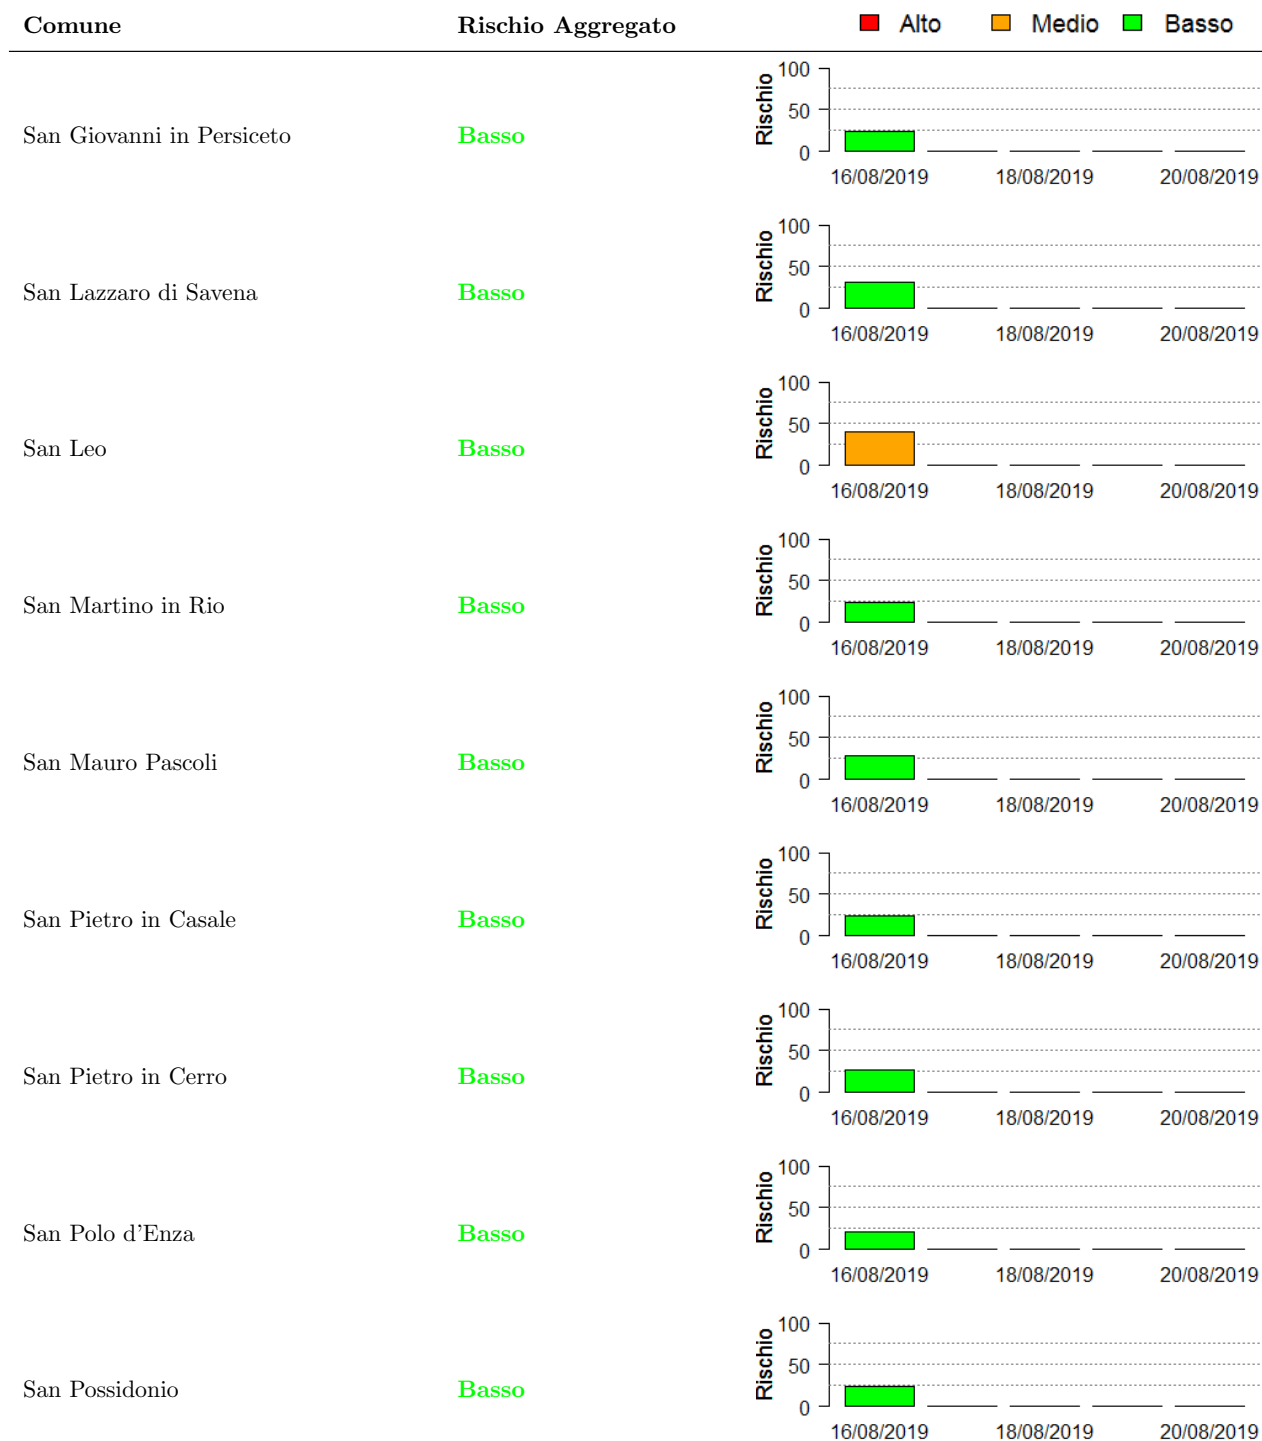 Comune Rischio Aggregato Alto Medio Basso
San Giovanni in Persiceto Basso
Rischio
100
50
0
16/08/2019 18/08/2019 20/08/2019
San Lazzaro di Savena Basso
Rischio
100
50
0
16/08/2019 18/08/2019 20/08/2019
San Leo Basso
Rischio
100
50
0
16/08/2019 18/08/2019 20/08/2019
San Martino in Rio Basso
Rischio
100
50
0
16/08/2019 18/08/2019 20/08/2019
San Mauro Pascoli Basso
Rischio
100
50
0
16/08/2019 18/08/2019 20/08/2019
San Pietro in Casale Basso
Rischio
100
50
0
16/08/2019 18/08/2019 20/08/2019
San Pietro in Cerro Basso
Rischio
100
50
0
16/08/2019 18/08/2019 20/08/2019
San Polo d'Enza Basso
Rischio
100
50
0
16/08/2019 18/08/2019 20/08/2019
San Possidonio Basso
Rischio
100
50
0
16/08/2019 18/08/2019 20/08/2019